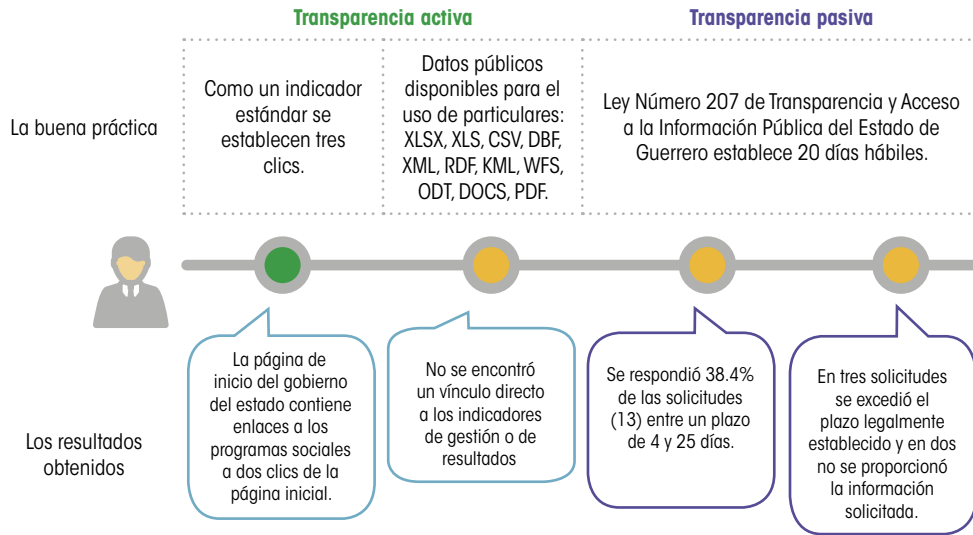 Transparencia activa
Transparencia pasiva
La buena práctica
Como un indicador
estándar se
establecen tres
clics.
Datos públicos
disponibles para el
uso de particulares:
XLSX, XLS, CSV, DBF,
XML, RDF, KML, WFS,
ODT, DOCS, PDF.
Ley Número 207 de Transparencia y Acceso
a la Información Pública del Estado de
Guerrero establece 20 días hábiles.
Los resultados
obtenidos
La página de
inicio del gobierno
del estado contiene
enlaces a los
programas sociales
a dos clics de la
página inicial.
No se encontró
un vínculo directo
a los indicadores
de gestión o de
resultados
Se respondió 38.4%
de las solicitudes
(13) entre un plazo
de 4 y 25 días.
En tres solicitudes
se excedió el
plazo legalmente
establecido y en dos
no se proporcionó
la información
solicitada.